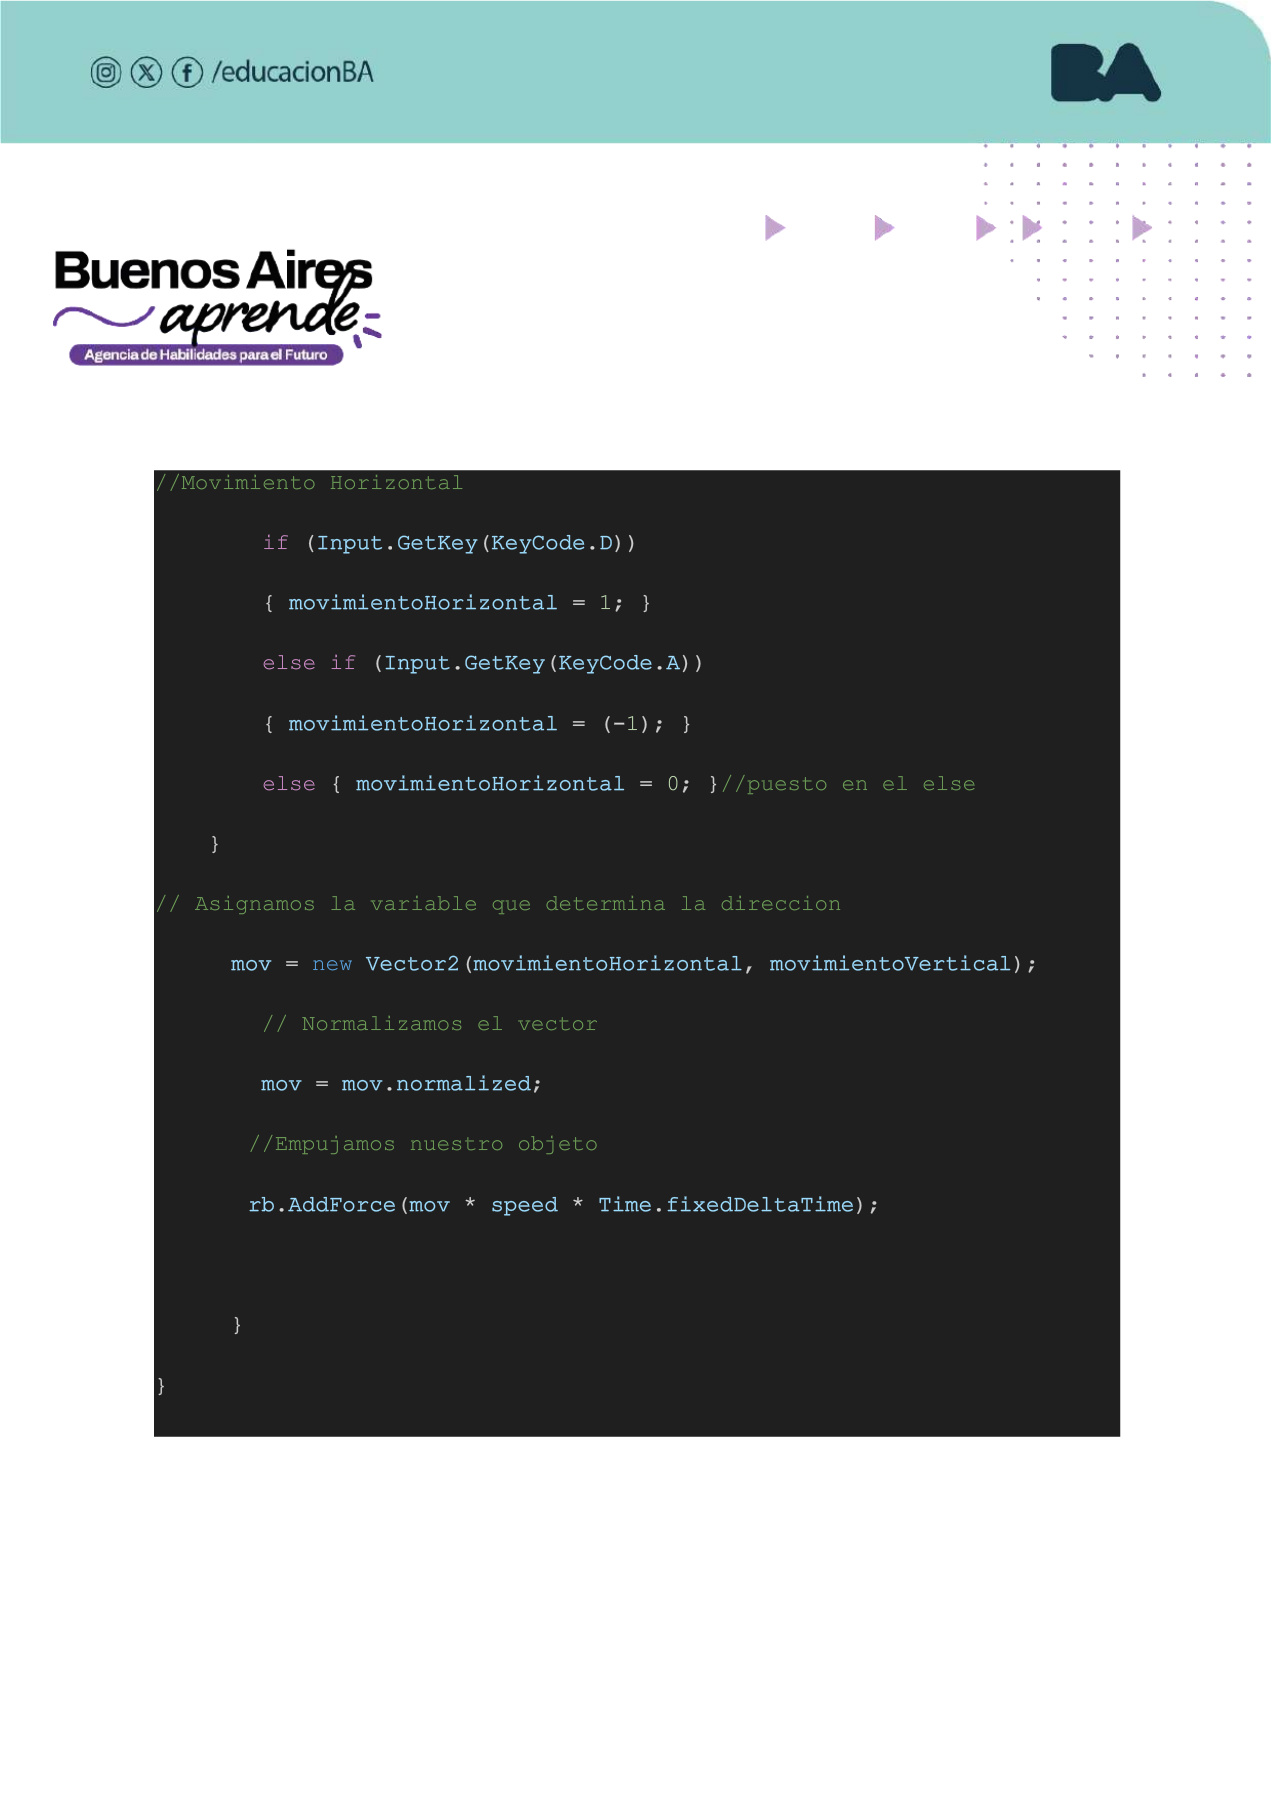 /educacionBA
BA
Buenos Aires
aprende
Agencia de Habilidades para el Futuro
//Movimiento Horizontal
if (Input.GetKey(KeyCode.D))
{ movimientoHorizontal = 1; }
else if (Input.GetKey(KeyCode.A))
{ movimientoHorizontal = (-1); }
else { movimientoHorizontal = 0; }//puesto en el else
}
// Asignamos la variable que determina la direccion
mov = new Vector2(movimientoHorizontal, movimientoVertical);
// Normalizamos el vector
mov = mov.normalized;
//Empujamos nuestro objeto
rb.AddForce(mov * speed * Time.fixedDeltaTime);
}
}